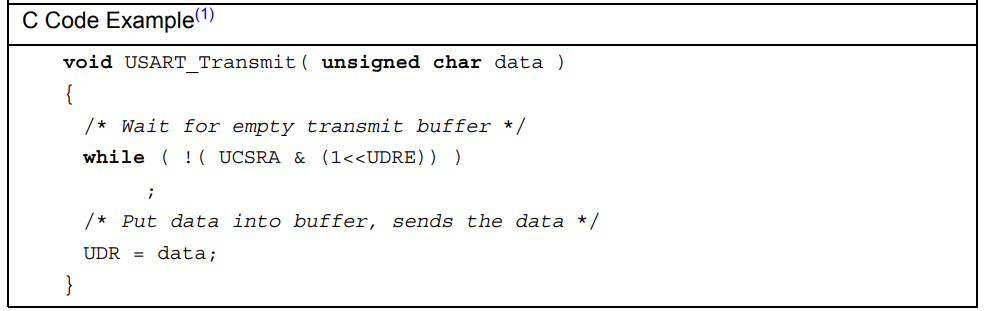 C Code Example(1)
void USART_Transmit( unsigned char data )
{
/* Wait for empty transmit buffer */
while ( !( UCSRA & (1<<UDRE)) )
;
/* Put data into buffer, sends the data */
UDR = data;
}